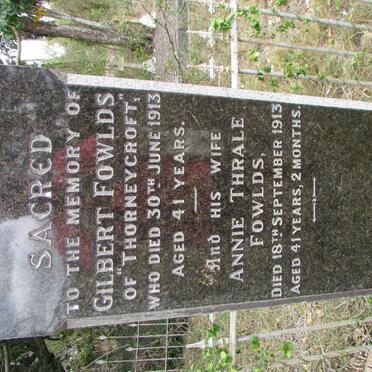 SACRED
TO THE MEMORY OF
GILBERT FOWLDS
OF "THORNEYCROFT,"
WHO DIED 30TH JUNE 1913
AGED 41 YEARS.
And HIS WIFE
ANNIE THRALE
FOWLDS,
DIED 18TH SEPTEMBER 1913
AGED 41 YEARS, 2 MONTHS.